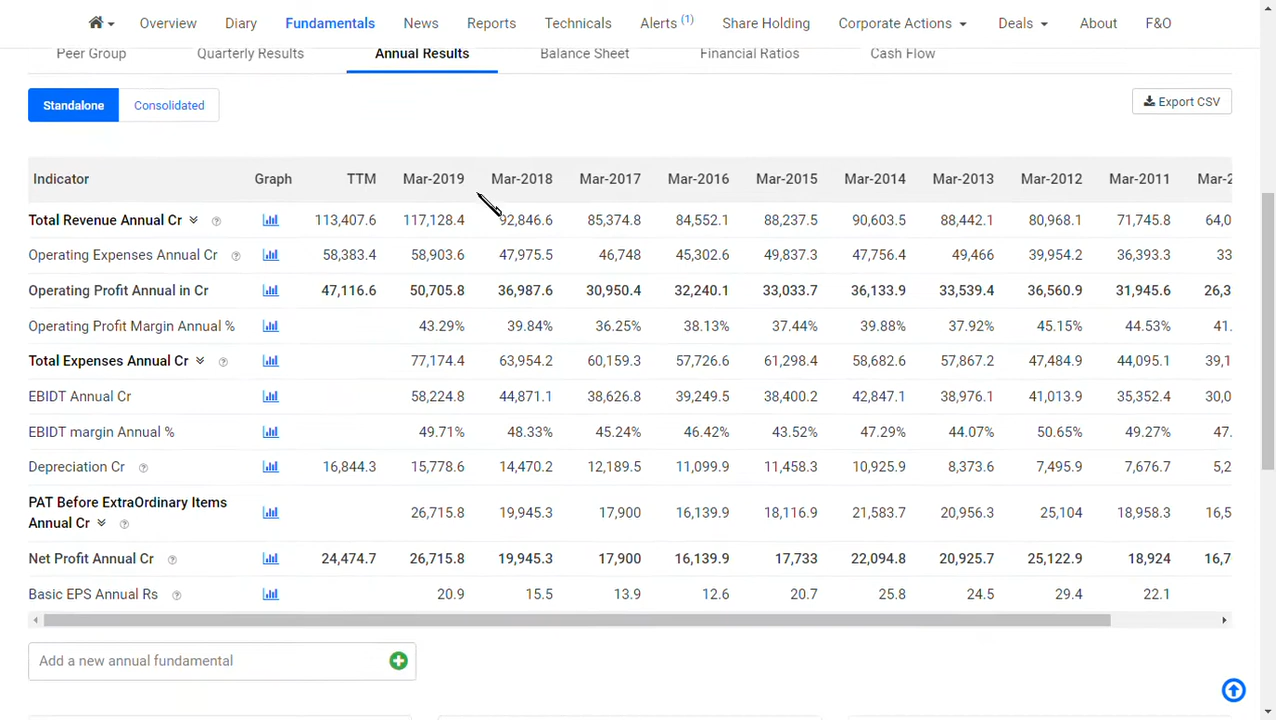 Overview Diary Fundamentals News Reports Technicals Alerts (1) Share Holding Corporate Actions Deals About F&O
Peer Group Quarterly Results Annual Results Balance Sheet Financial Ratios Cash Flow
Standalone Consolidated Export CSV
Indicator Graph TTM Mar-2019 Mar-2018 Mar-2017 Mar-2016 Mar-2015 Mar-2014 Mar-2013 Mar-2012 Mar-2011 Mar-2
Total Revenue Annual Cr 113,407.6 117,128.4 92,846.6 85,374.8 84,552.1 88,237.5 90,603.5 88,442.1 80,968.1 71,745.8 64,0
Operating Expenses Annual Cr 58,383.4 58,903.6 47,975.5 46,748 45,302.6 49,837.3 47,756.4 49,466 39,954.2 36,393.3 33
Operating Profit Annual in Cr 47,116.6 50,705.8 36,987.6 30,950.4 32,240.1 33,033.7 36,133.9 33,539.4 36,560.9 31,945.6 26,3
Operating Profit Margin Annual % 43.29% 39.84% 36.25% 38.13% 37.44% 39.88% 37.92% 45.15% 44.53% 41.
Total Expenses Annual Cr 77,174.4 63,954.2 60,159.3 57,726.6 61,298.4 58,682.6 57,867.2 47,484.9 44,095.1 39,1
EBIDT Annual Cr 58,224.8 44,871.1 38,626.8 39,249.5 38,400.2 42,847.1 38,976.1 41,013.9 35,352.4 30,0
EBIDT margin Annual % 49.71% 48.33% 45.24% 46.42% 43.52% 47.29% 44.07% 50.65% 49.27% 47.
Depreciation Cr 16,844.3 15,778.6 14,470.2 12,189.5 11,099.9 11,458.3 10,925.9 8,373.6 7,495.9 7,676.7 5,2
PAT Before ExtraOrdinary Items
Annual Cr 26,715.8 19,945.3 17,900 16,139.9 18,116.9 21,583.7 20,956.3 25,104 18,958.3 16,5
Net Profit Annual Cr 24,474.7 26,715.8 19,945.3 17,900 16,139.9 17,733 22,094.8 20,925.7 25,122.9 18,924 16,7
Basic EPS Annual Rs 20.9 15.5 13.9 12.6 20.7 25.8 24.5 29.4 22.1
Add a new annual fundamental